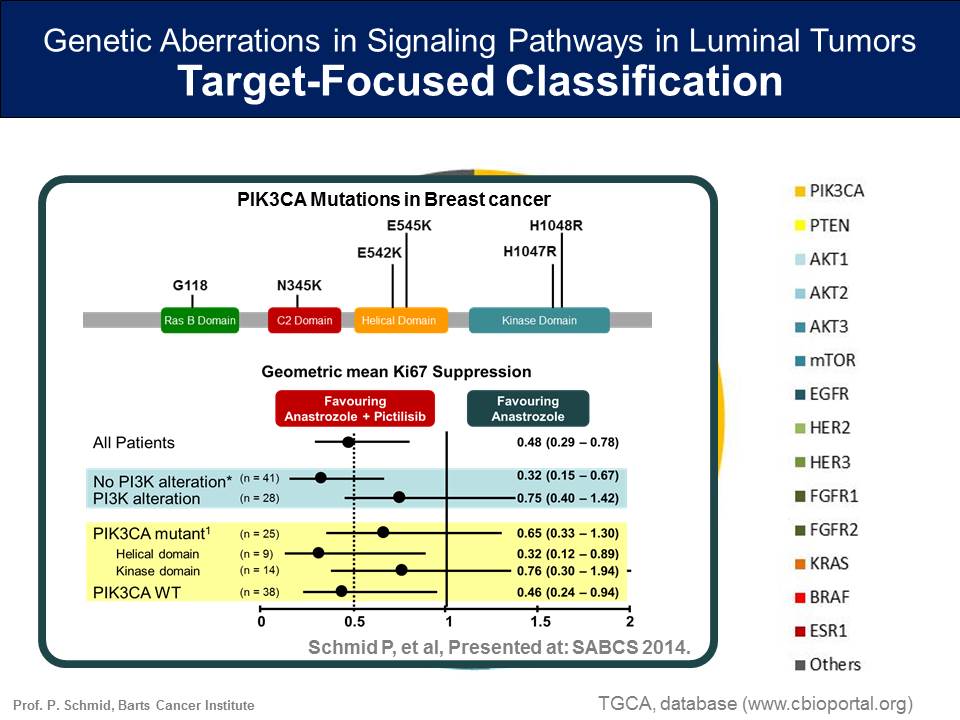 Genetic Aberrations in Signaling Pathways in Luminal Tumors
Target-Focused Classification
PIK3CA Mutations in Breast cancer
E545K
H1048R
E542K
H1047R
G118
N345K
Ras B Domain
C2 Domain
Helical Domain
Kinase Domain
Geometric mean Ki67 Suppression
Favouring
Anastrozole + Pictilisib
Favouring
Anastrozole
All Patients 0.48 (0.29 – 0.78)
No PI3K alteration* (n = 41) 0.32 (0.15 – 0.67)
PI3K alteration (n = 28) 0.75 (0.40 – 1.42)
PIK3CA mutant¹ (n = 25) 0.65 (0.33 – 1.30)
Helical domain (n = 9) 0.32 (0.12 – 0.89)
Kinase domain (n = 14) 0.76 (0.30 – 1.94)
PIK3CA WT (n = 38) 0.46 (0.24 – 0.94)
0 0.5 1 1.5 2
Schmid P, et al, Presented at: SABCS 2014.
PIK3CA
PTEN
AKT1
AKT2
AKT3
mTOR
EGFR
HER2
HER3
FGFR1
FGFR2
KRAS
BRAF
ESR1
Others
Prof. P. Schmid, Barts Cancer Institute
TGCA, database (www.cbioportal.org)